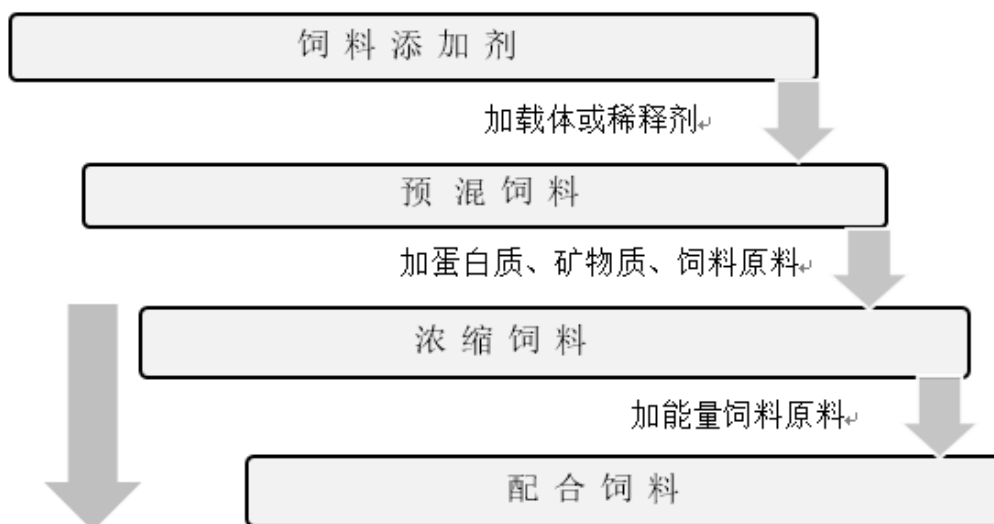 饲料添加剂
加载体或稀释剂
预混饲料
加蛋白质、矿物质、饲料原料
浓缩饲料
加能量饲料原料
配合饲料